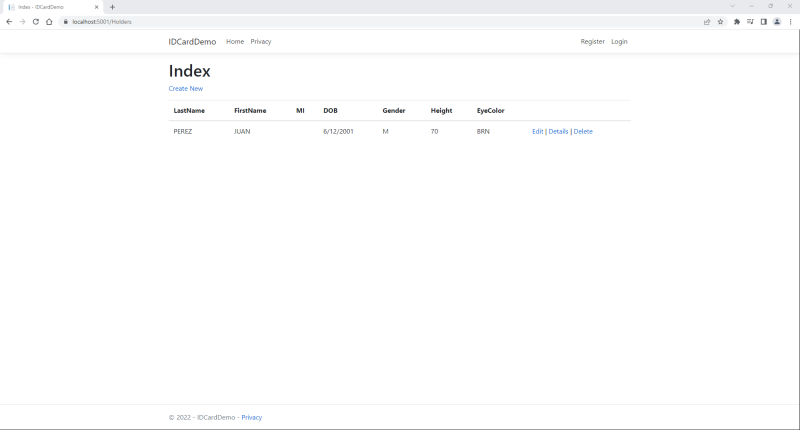 Index - IDCardDemo
localhost:5001/Holders
IDCardDemo Home Privacy Register Login
Index
Create New
LastName FirstName MI DOB Gender Height EyeColor
PEREZ JUAN 6/12/2001 M 70 BRN Edit | Details | Delete
© 2022 - IDCardDemo - Privacy